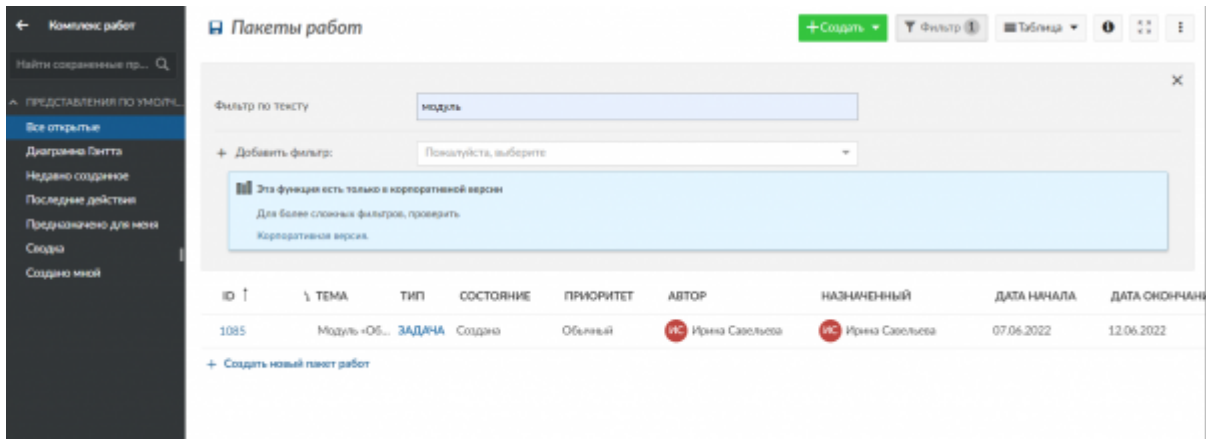 Комплекс работ
Найти сохраненные пр...
ПРЕДСТАВЛЕНИЯ ПО УМОЛЧ...
Все открытые
Диаграмма Гантта
Недавно созданное
Последние действия
Предназначено для меня
Сводка
Создано мной
Пакеты работ
+ Создать
Фильтр 1
Таблица
Фильтр по тексту
модуль
+ Добавить фильтр:
Пожалуйста, выберите
Эта функция есть только в корпоративной версии
Для более сложных фильтров, проверить
Корпоративная версия.
ID ТЕМА ТИП СОСТОЯНИЕ ПРИОРИТЕТ АВТОР НАЗНАЧЕННЫЙ ДАТА НАЧАЛА ДАТА ОКОНЧАНИ
1085 Модуль «Об... ЗАДАЧА Создана Обычный ИС Ирина Савельева ИС Ирина Савельева 07.06.2022 12.06.2022
+ Создать новый пакет работ